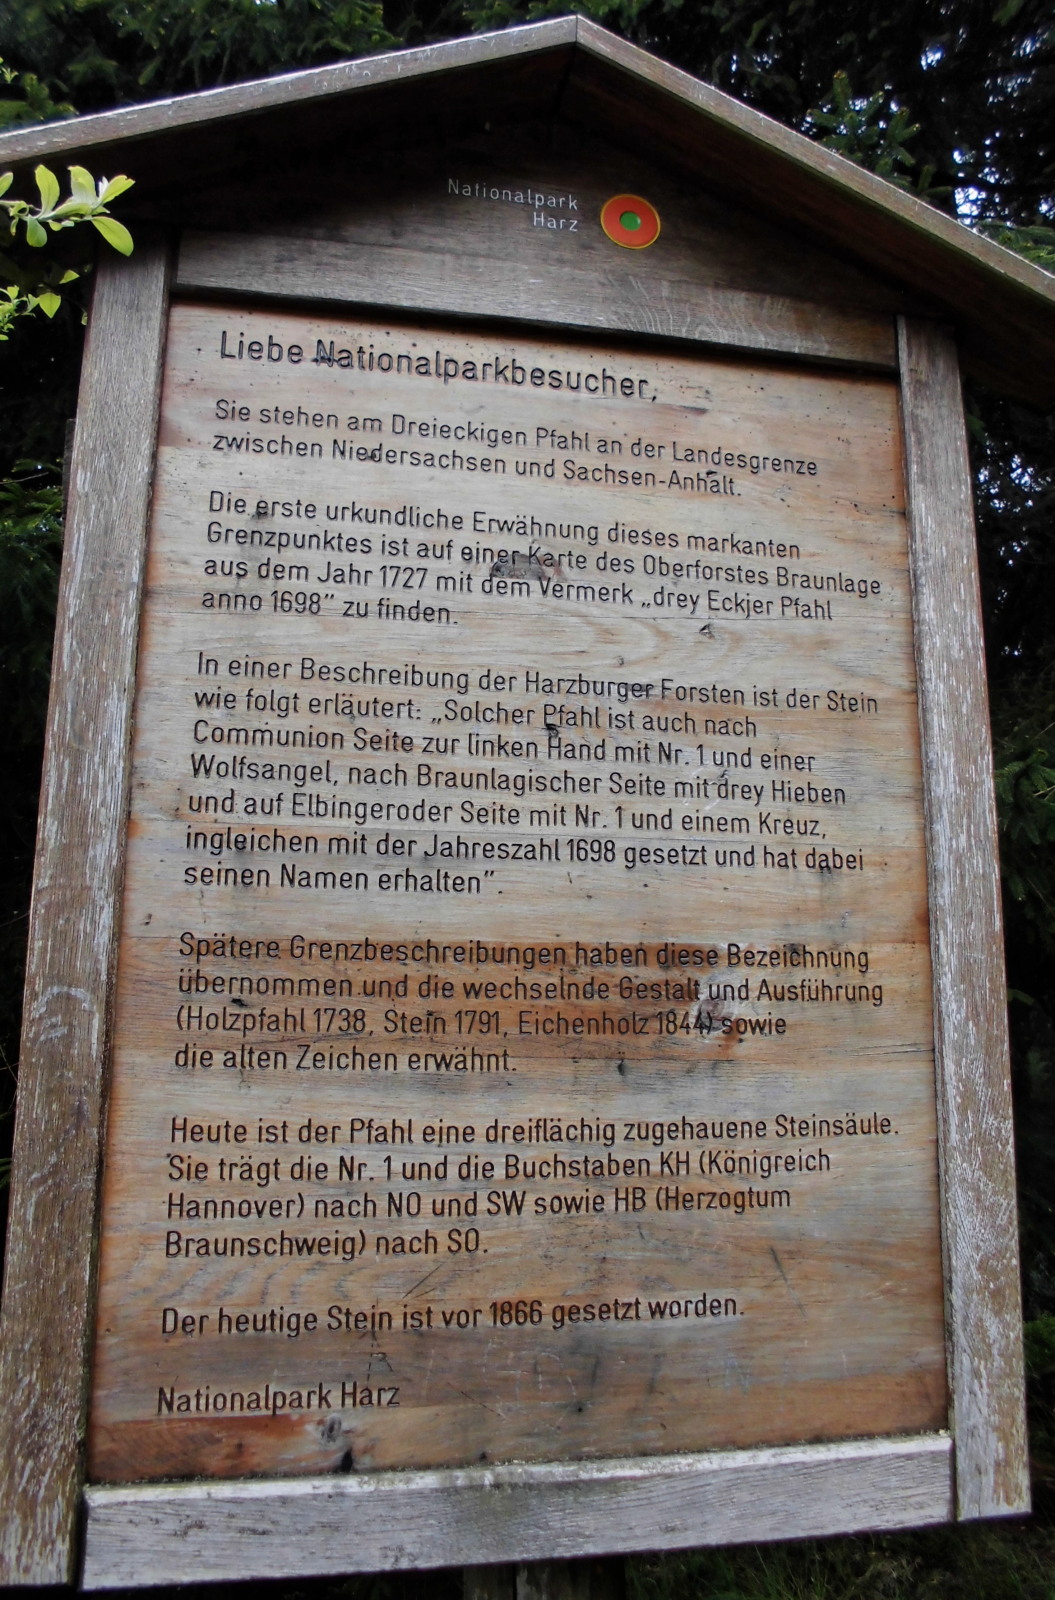 Nationalpark
Harz
Liebe Nationalparkbesucher,
Sie stehen am Dreieckigen Pfahl an der Landesgrenze
zwischen Niedersachsen und Sachsen-Anhalt.
Die erste urkundliche Erwähnung dieses markanten
Grenzpunktes ist auf einer Karte des Oberforstes Braunlage
aus dem Jahr 1727 mit dem Vermerk „drey Eckjer Pfahl
anno 1698” zu finden.
In einer Beschreibung der Harzburger Forsten ist der Stein
wie folgt erläutert: „Solcher Pfahl ist auch nach
Communion Seite zur linken Hand mit Nr. 1 und einer
Wolfsangel, nach Braunlagischer Seite mit drey Hieben
und auf Elbingeroder Seite mit Nr. 1 und einem Kreuz,
ingleichen mit der Jahreszahl 1698 gesetzt und hat dabei
seinen Namen erhalten”.
Spätere Grenzbeschreibungen haben diese Bezeichnung
übernommen und die wechselnde Gestalt und Ausführung
(Holzpfahl 1738, Stein 1791, Eichenholz 1844) sowie
die alten Zeichen erwähnt.
Heute ist der Pfahl eine dreiflächig zugehauene Steinsäule.
Sie trägt die Nr. 1 und die Buchstaben KH (Königreich
Hannover) nach NO und SW sowie HB (Herzogtum
Braunschweig) nach SO.
Der heutige Stein ist vor 1866 gesetzt worden.
Nationalpark Harz